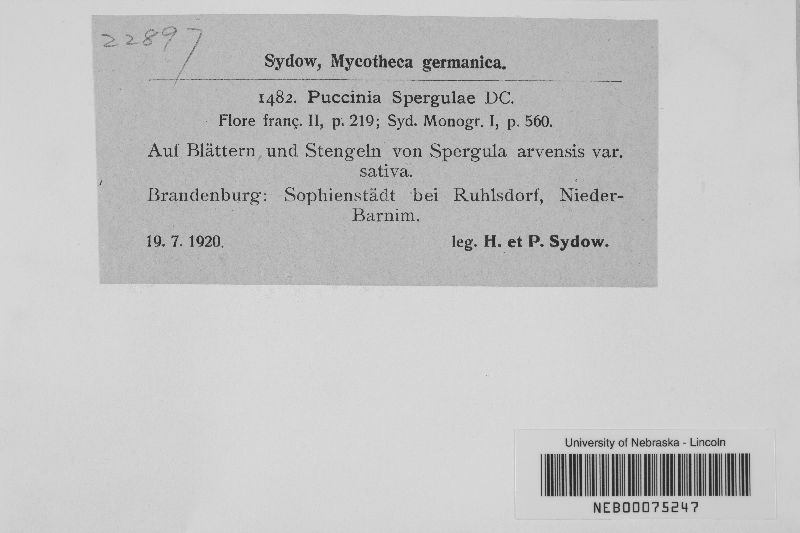 22897
Sydow, Mycotheca germanica.
1482. Puccinia Spergulae DC.
Flore franç. II, p. 219; Syd. Monogr. I, p. 560.
Auf Blättern und Stengeln von Spergula arvensis var.
sativa.
Brandenburg: Sophienstädt bei Ruhlsdorf, Nieder-
Barnim.
19. 7. 1920. leg. H. et P. Sydow.
University of Nebraska - Lincoln
NEB00075247